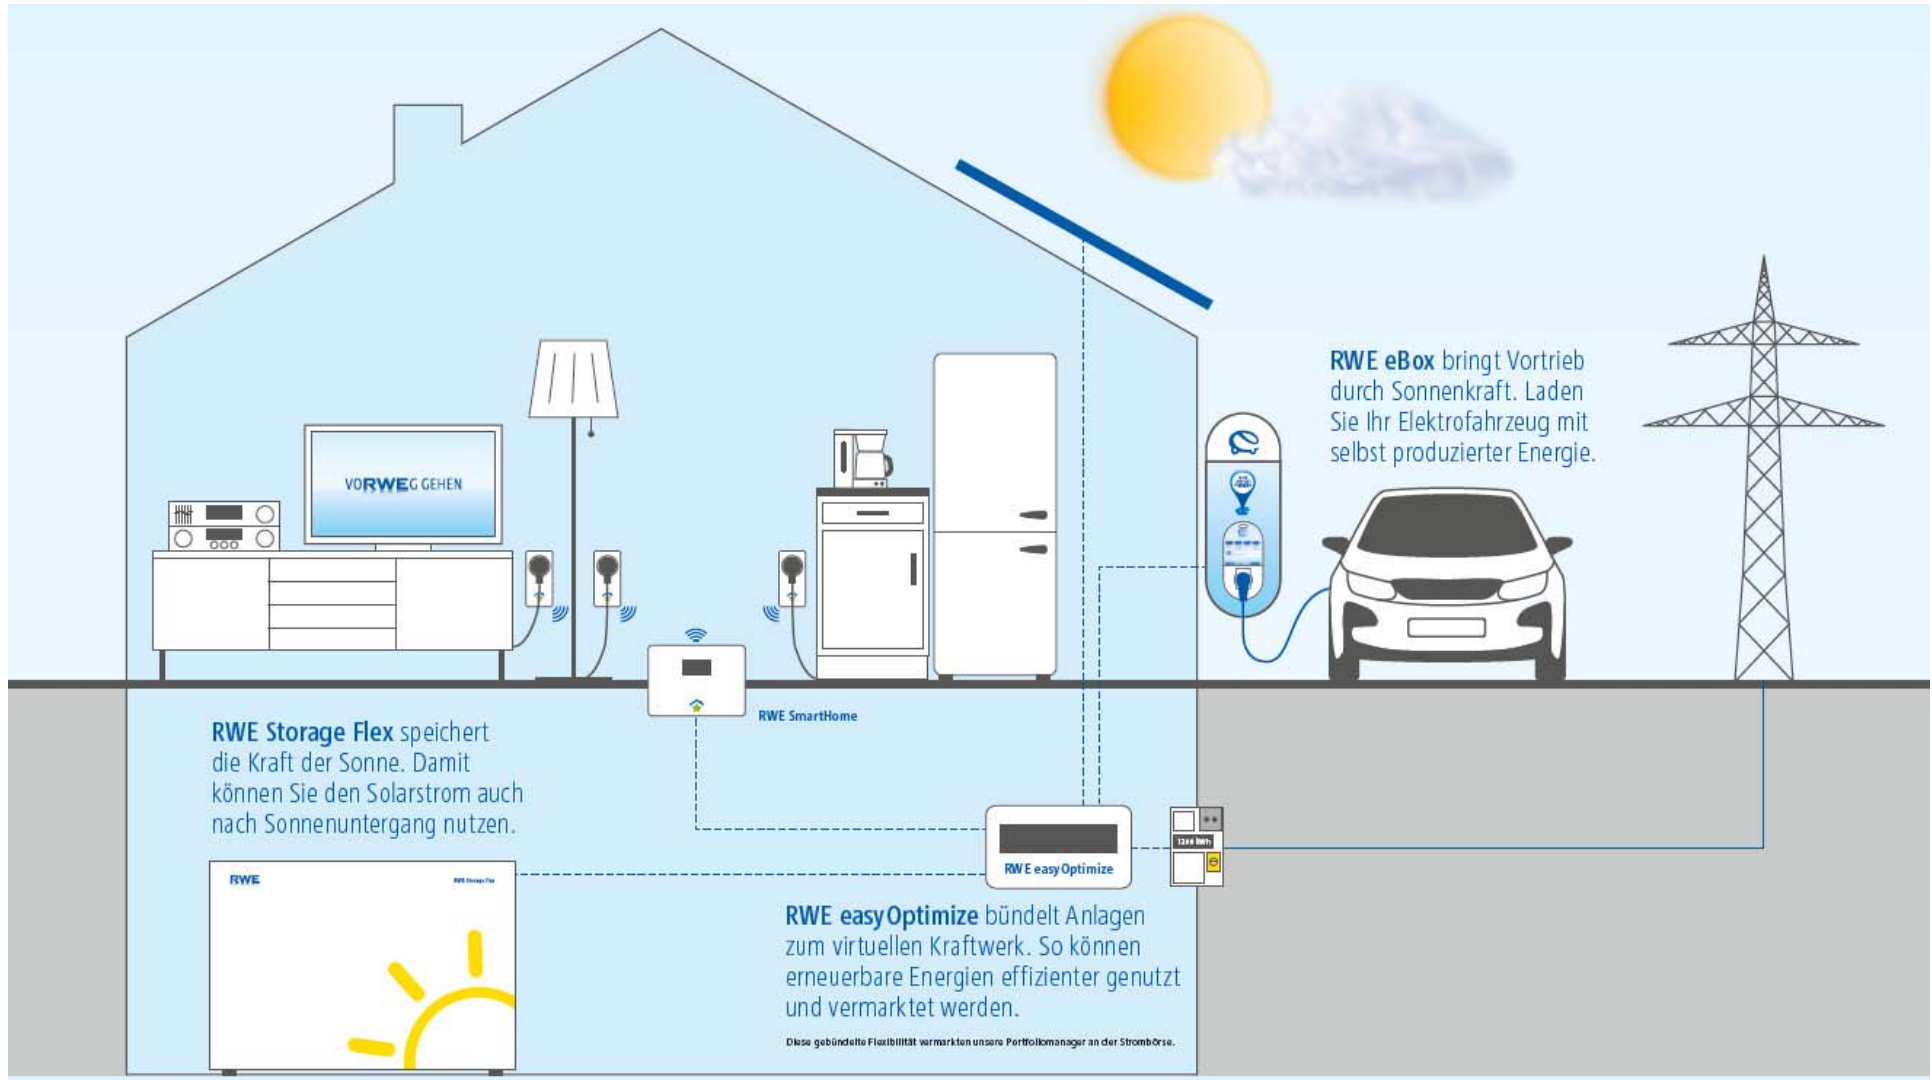 RWE eBox bringt Vortrieb
durch Sonnenkraft. Laden
Sie Ihr Elektrofahrzeug mit
selbst produzierter Energie.
VORWEG GEHEN
RWE SmartHome
RWE Storage Flex speichert
die Kraft der Sonne. Damit
können Sie den Solarstrom auch
nach Sonnenuntergang nutzen.
RWE easyOptimize
RWE
RWE Storage Flex
RWE easyOptimize bündelt Anlagen
zum virtuellen Kraftwerk. So können
erneuerbare Energien effizienter genutzt
und vermarktet werden.
Diese gebündelte Flexibilität vermarkten unsere Portfoliomanager an der Strombörse.